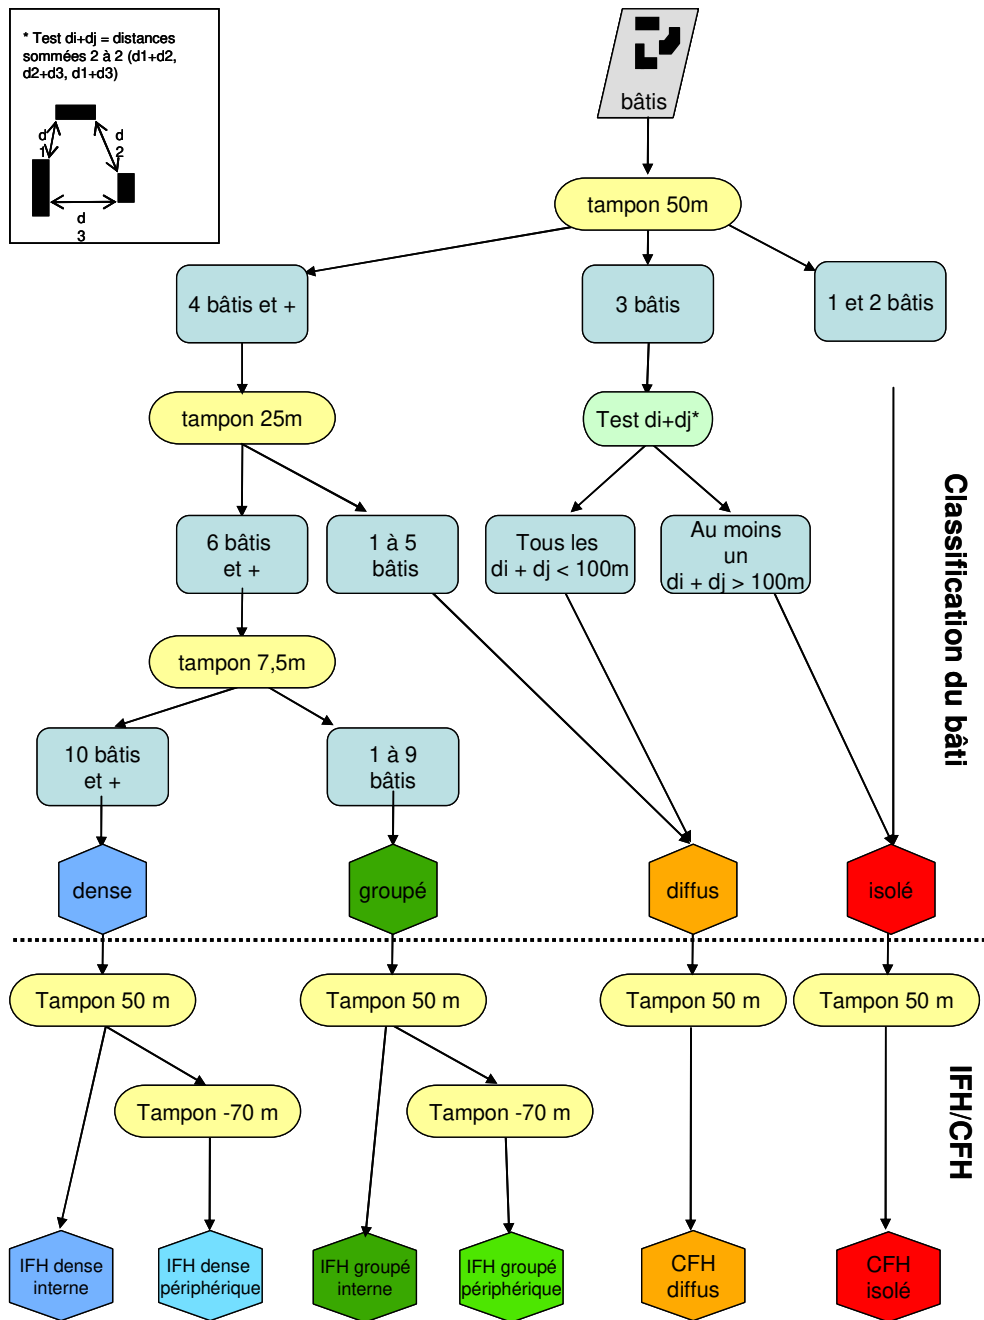 * Test di+dj = distances
sommées 2 à 2 (d1+d2,
d2+d3, d1+d3)
d
1
d
2
d
3
bâtis
tampon 50m
4 bâtis et +
3 bâtis
1 et 2 bâtis
tampon 25m
Test di+dj*
6 bâtis
et +
1 à 5
bâtis
Tous les
di + dj < 100m
Au moins
un
di + dj > 100m
tampon 7,5m
10 bâtis
et +
1 à 9
bâtis
Classification du bâti
dense
groupé
diffus
isolé
Tampon 50 m
Tampon 50 m
Tampon 50 m
Tampon 50 m
Tampon -70 m
Tampon -70 m
IFH/CFH
IFH dense
interne
IFH dense
périphérique
IFH groupé
interne
IFH groupé
périphérique
CFH
diffus
CFH
isolé